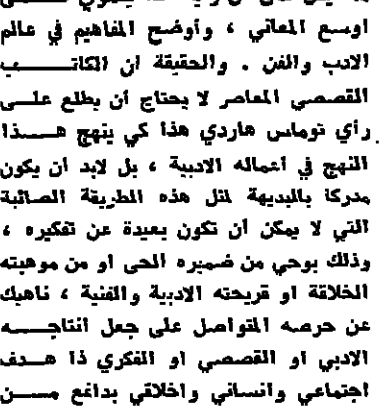 اوسع المعاني ، وأوضح المفاهيم في عالم
الادب والفن . والحقيقة ان الكاتب
القصصي المعاصر لا يحتاج أن يطلع على
رأي توماس هاردي هذا كي ينهج هذا
النهج في اعماله الادبية ، بل لابد أن يكون
مدركا بالبديهة لمثل هذه الطريقة الصائبة
التي لا يمكن أن تكون بعيدة عن تفكيره ،
وذلك بوحي من ضميره الحى او من موهبته
الخلاقة او قريحته الادبية والفنية ، ناهيك
عن حرصه المتواصل على جعل انتاجه
الادبي او القصصي او الفكري ذا هدف
اجتماعي وانساني واخلاقي بدافع من